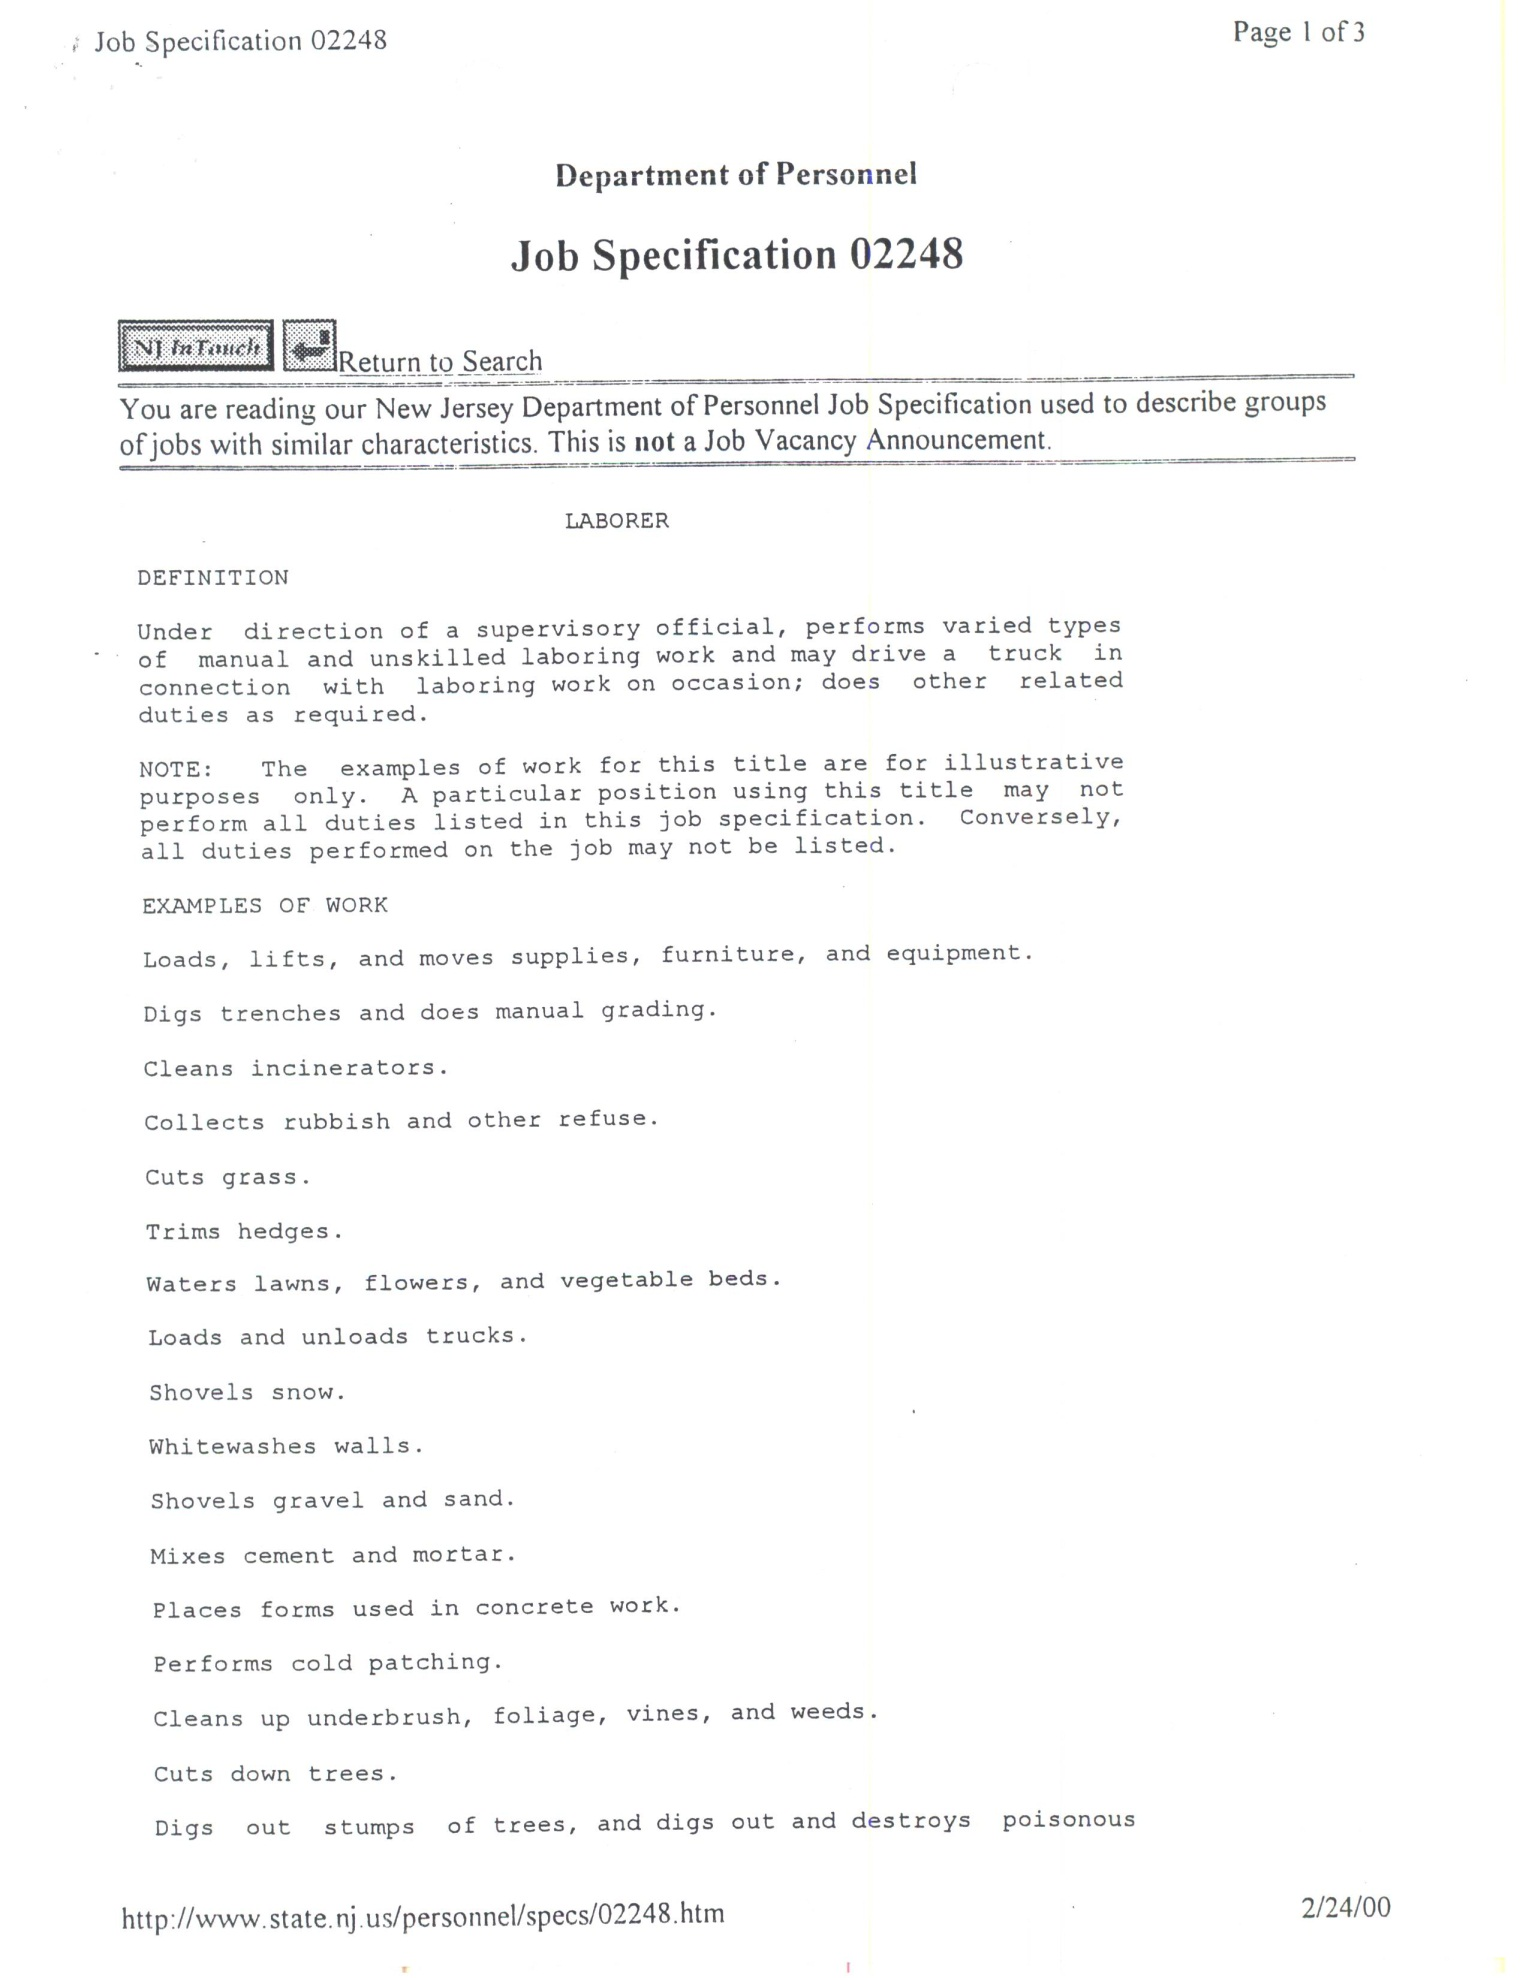 Job Specification 02248
Page 1 of 3
Department of Personnel
Job Specification 02248
NJ InTouch
Return to Search
You are reading our New Jersey Department of Personnel Job Specification used to describe groups
of jobs with similar characteristics. This is not a Job Vacancy Announcement.
LABORER
DEFINITION
Under direction of a supervisory official, performs varied types
of manual and unskilled laboring work and may drive a truck in
connection with laboring work on occasion; does other related
duties as required.
NOTE: The examples of work for this title are for illustrative
purposes only. A particular position using this title may not
perform all duties listed in this job specification. Conversely,
all duties performed on the job may not be listed.
EXAMPLES OF WORK
Loads, lifts, and moves supplies, furniture, and equipment.
Digs trenches and does manual grading.
Cleans incinerators.
Collects rubbish and other refuse.
Cuts grass.
Trims hedges.
Waters lawns, flowers, and vegetable beds.
Loads and unloads trucks.
Shovels snow.
Whitewashes walls.
Shovels gravel and sand.
Mixes cement and mortar.
Places forms used in concrete work.
Performs cold patching.
Cleans up underbrush, foliage, vines, and weeds.
Cuts down trees.
Digs out stumps of trees, and digs out and destroys poisonous
http://www.state.nj.us/personnel/specs/02248.htm
2/24/00